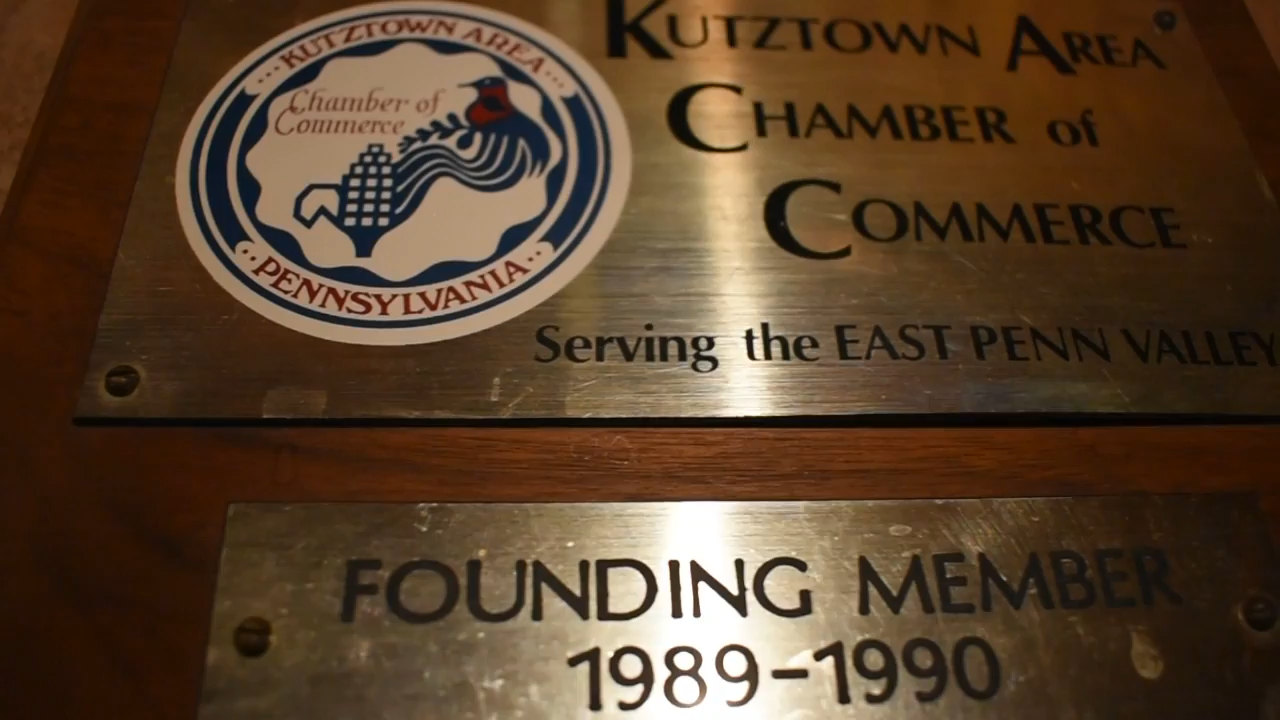 KUTZTOWN AREA
Chamber of
Commerce
PENNSYLVANIA
KUTZTOWN AREA
CHAMBER of
COMMERCE
Serving the EAST PENN VALLEY
FOUNDING MEMBER
1989-1990